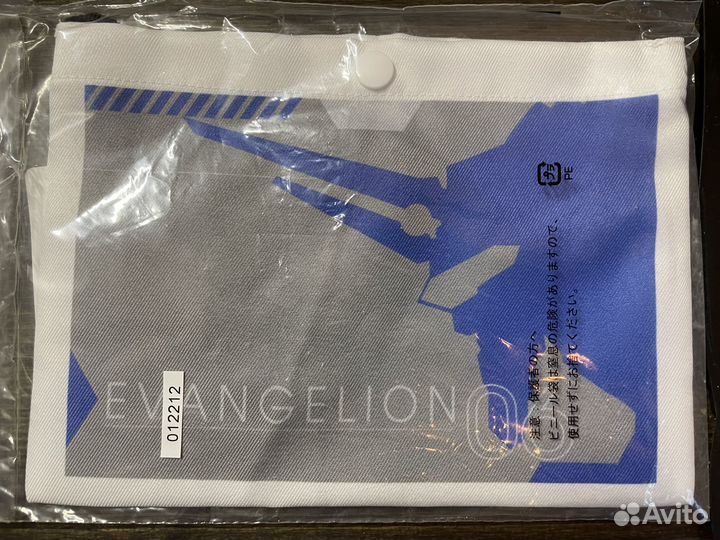 EVANGELION
012212
プラ
PE
注意 保護者の方へ
ビニール袋は窒息の危険がありますので、
使用せずにお捨てください。
Avito